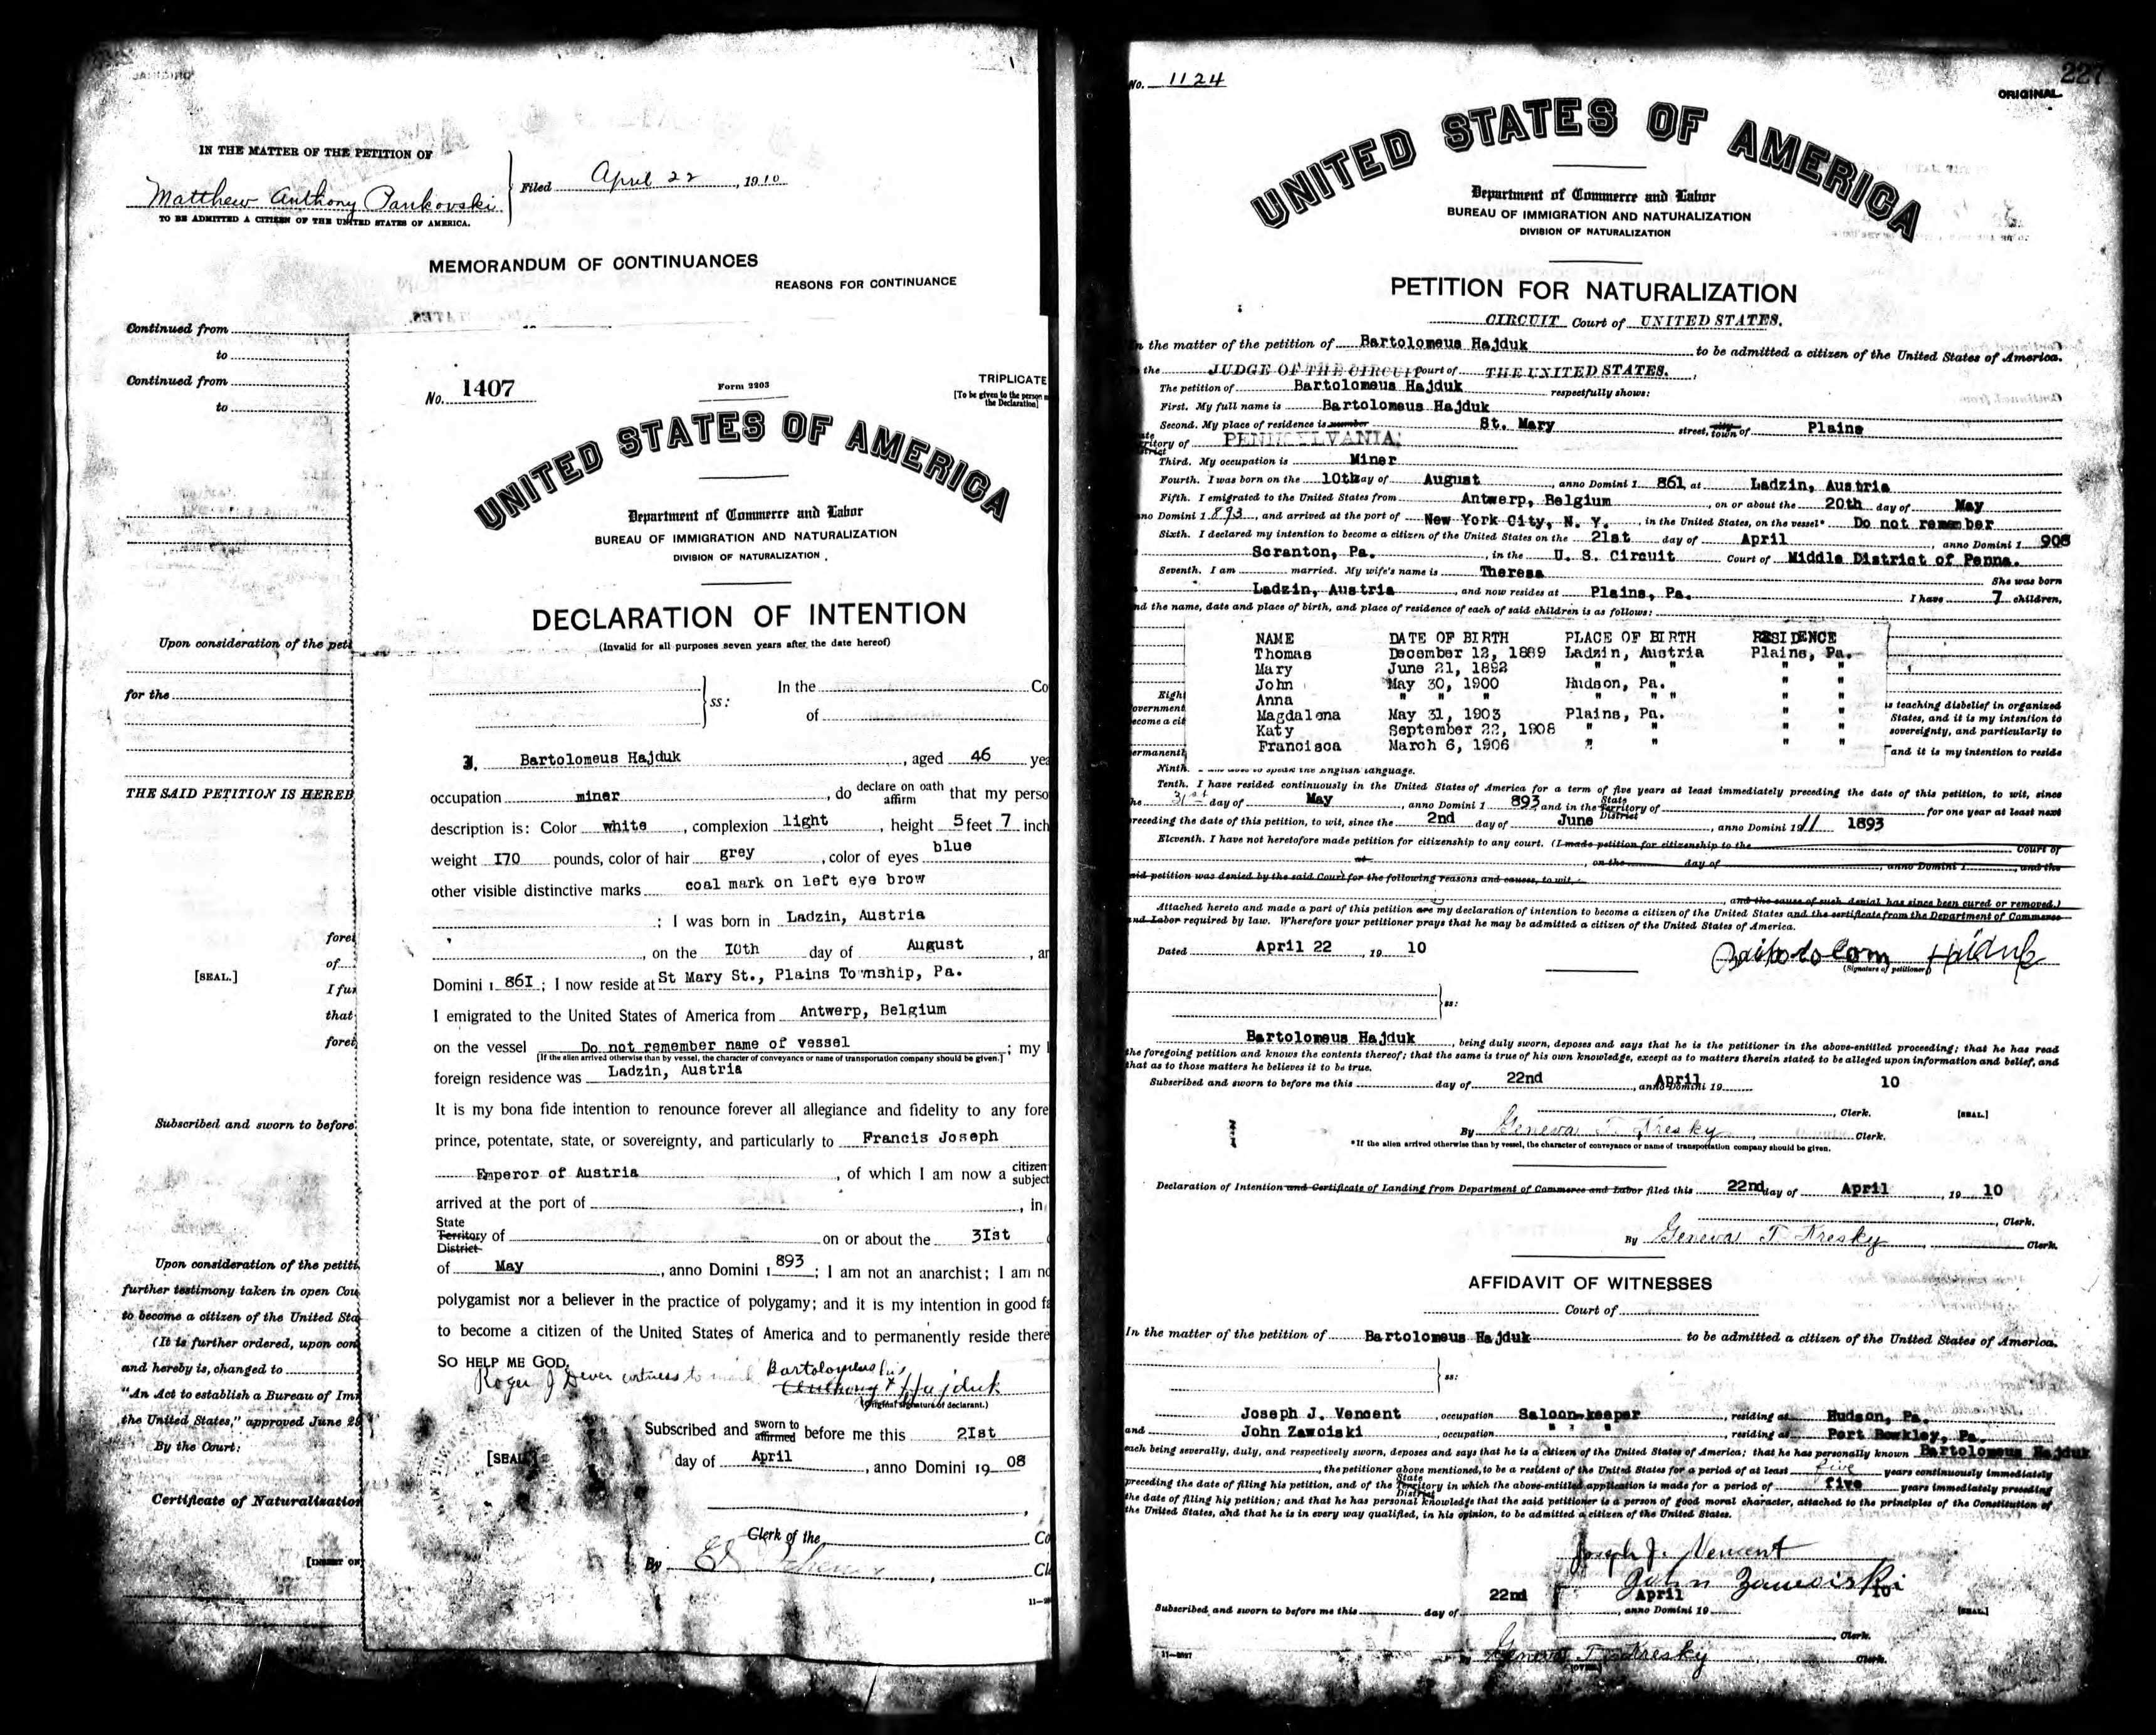 IN THE MATTER OF THE PETITION OF
Matthew Anthony Pankovski
TO BE ADMITTED A CITIZEN OF THE UNITED STATES OF AMERICA.
Filed April 22, 1910
MEMORANDUM OF CONTINUANCES
REASONS FOR CONTINUANCE
Continued from
to
Continued from
to
Upon consideration of the peti
for the
THE SAID PETITION IS HEREB
fore
of
[SEAL.]
I fu
that
fore
Subscribed and sworn to before
Upon consideration of the petiti
further testimony taken in open Cou
to become a citizen of the United Sta
(It is further ordered, upon con
and hereby is, changed to
"An Act to establish a Bureau of Im
the United States," approved June 29
By the Court:
Certificate of Naturalization
No. 1407
Form 2203
TRIPLICATE
[To be given to the person
the Declaration]
UNITED STATES OF AMERICA
Department of Commerce and Labor
BUREAU OF IMMIGRATION AND NATURALIZATION
DIVISION OF NATURALIZATION
DECLARATION OF INTENTION
(Invalid for all purposes seven years after the date hereof)
ss:
In the Co
of
I, Bartolomeus Hajduk, aged 46 yea
occupation miner, do declare on oath affirm that my perso
description is: Color white, complexion light, height 5 feet 7 inch
weight 170 pounds, color of hair grey, color of eyes blue
other visible distinctive marks coal mark on left eye brow
; I was born in Ladzin, Austria
, on the 10th day of August, an
Domini 1 861; I now reside at St Mary St., Plains Township, Pa.
I emigrated to the United States of America from Antwerp, Belgium
on the vessel Do not remember name of vessel; my l
[If the alien arrived otherwise than by vessel, the character of conveyance or name of transportation company should be given.]
foreign residence was Ladzin, Austria
It is my bona fide intention to renounce forever all allegiance and fidelity to any fore
prince, potentate, state, or sovereignty, and particularly to Francis Joseph
Emperor of Austria, of which I am now a citizen subject
arrived at the port of, in
State
Territory of on or about the 31st
District
of May, anno Domini 1 893; I am not an anarchist; I am no
polygamist nor a believer in the practice of polygamy; and it is my intention in good fa
to become a citizen of the United States of America and to permanently reside there
SO HELP ME GOD.
Roger J Dever witness to mark Bartolomeus his
Anthony x Hajduk
(Original signature of declarant.)
Subscribed and sworn to affirmed before me this 21st
[SEAL] day of April, anno Domini 1908
Clerk of the Co
By Cl
No. 1124
227
ORIGINAL.
UNITED STATES OF AMERICA
Department of Commerce and Labor
BUREAU OF IMMIGRATION AND NATURALIZATION
DIVISION OF NATURALIZATION
PETITION FOR NATURALIZATION
CIRCUIT Court of UNITED STATES.
In the matter of the petition of Bartolomeus Hajduk to be admitted a citizen of the United States of America.
the JUDGE OF THE CIRCUIT Court of THE UNITED STATES.
The petition of Bartolomeus Hajduk respectfully shows:
First. My full name is Bartolomeus Hajduk
Second. My place of residence is number St. Mary street, city town of Plains
ritory of PENNSYLVANIA,
Third. My occupation is Miner
Fourth. I was born on the 10th day of August, anno Domini 1 861, at Ladzin, Austria
Fifth. I emigrated to the United States from Antwerp, Belgium, on or about the 20th day of May
no Domini 1893, and arrived at the port of New York City, N. Y., in the United States, on the vessel* Do not remember
Sixth. I declared my intention to become a citizen of the United States on the 21st day of April, anno Domini 1 908
Scranton, Pa., in the U. S. Circuit Court of Middle District of Penna.
Seventh. I am married. My wife's name is Theresa She was born
Ladzin, Austria, and now resides at Plains, Pa. I have 7 children,
nd the name, date and place of birth, and place of residence of each of said children is as follows:
NAME DATE OF BIRTH PLACE OF BIRTH RESIDENCE
Thomas December 12, 1889 Ladzin, Austria Plains, Pa.
Mary June 21, 1892 " " " "
John May 30, 1900 Hudson, Pa. " "
Anna " " " " " " " "
Magdalena May 31, 1903 Plains, Pa. " "
Katy September 22, 1908 " " " "
Francisca March 6, 1906 " " " "
Eigh
s teaching disbelief in organized
overnment
States, and it is my intention to
ecome a cit
sovereignty, and particularly to
ermanently
and it is my intention to reside
Ninth. speak the English language.
Tenth. I have resided continuously in the United States of America for a term of five years at least immediately preceding the date of this petition, to wit, since
he 31st day of May, anno Domini 1 893 and in the State Territory District of for one year at least next
preceding the date of this petition, to wit, since the 2nd day of June, anno Domini 1911 1893
Eleventh. I have not heretofore made petition for citizenship to any court. (I made petition for citizenship to the Court of
at, on the day of, anno Domini 1, and the
aid petition was denied by the said Court for the following reasons and causes, to wit,
, and the cause of such denial has since been cured or removed.)
Attached hereto and made a part of this petition are my declaration of intention to become a citizen of the United States and the certificate from the Department of Commerce
and Labor required by law. Wherefore your petitioner prays that he may be admitted a citizen of the United States of America.
Dated April 22, 19 10
Hajduk
(Signature of petitioner)
ss:
Bartolomeus Hajduk, being duly sworn, deposes and says that he is the petitioner in the above-entitled proceeding; that he has read
the foregoing petition and knows the contents thereof; that the same is true of his own knowledge, except as to matters therein stated to be alleged upon information and belief, and
that as to those matters he believes it to be true.
Subscribed and sworn to before me this day of 22nd April, anno Domini 19 10
, Clerk. [SEAL.]
By Geneva T. Kresky, Clerk.
*If the alien arrived otherwise than by vessel, the character of conveyance or name of transportation company should be given.
Declaration of Intention and Certificate of Landing from Department of Commerce and Labor filed this 22nd day of April, 19 10
, Clerk.
By Geneva T Kresky, Clerk.
AFFIDAVIT OF WITNESSES
Court of
In the matter of the petition of Bartolomeus Hajduk to be admitted a citizen of the United States of America.
ss:
Joseph J. Vencent, occupation Saloon-keeper, residing at Hudson, Pa.
and John Zawoiski, occupation " " ", residing at Port Bowkley, Pa.
each being severally, duly, and respectively sworn, deposes and says that he is a citizen of the United States of America; that he has personally known Bartolomeus Hajduk
, the petitioner above mentioned, to be a resident of the United States for a period of at least five years continuously immediately
preceding the date of filing his petition, and of the State Territory District in which the above-entitled application is made for a period of five years immediately preceding
the date of filing his petition; and that he has personal knowledge that the said petitioner is a person of good moral character, attached to the principles of the Constitution of
the United States, and that he is in every way qualified, in his opinion, to be admitted a citizen of the United States.
Joseph J. Vencent
John Zawoiski
22nd April 10
Subscribed and sworn to before me this day of, anno Domini 19 [SEAL]
, Clerk.
Geneva T Kresky Clerk.